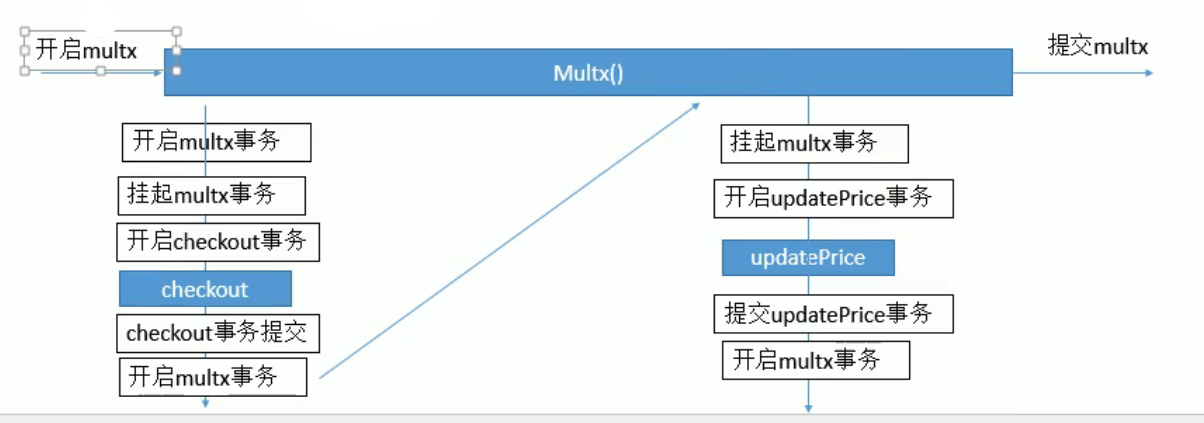 开启multx
提交multx
Multx()
开启multx事务
挂起multx事务
开启checkout事务
checkout
checkout事务提交
开启multx事务
挂起multx事务
开启updatePrice事务
updatePrice
提交updatePrice事务
开启multx事务